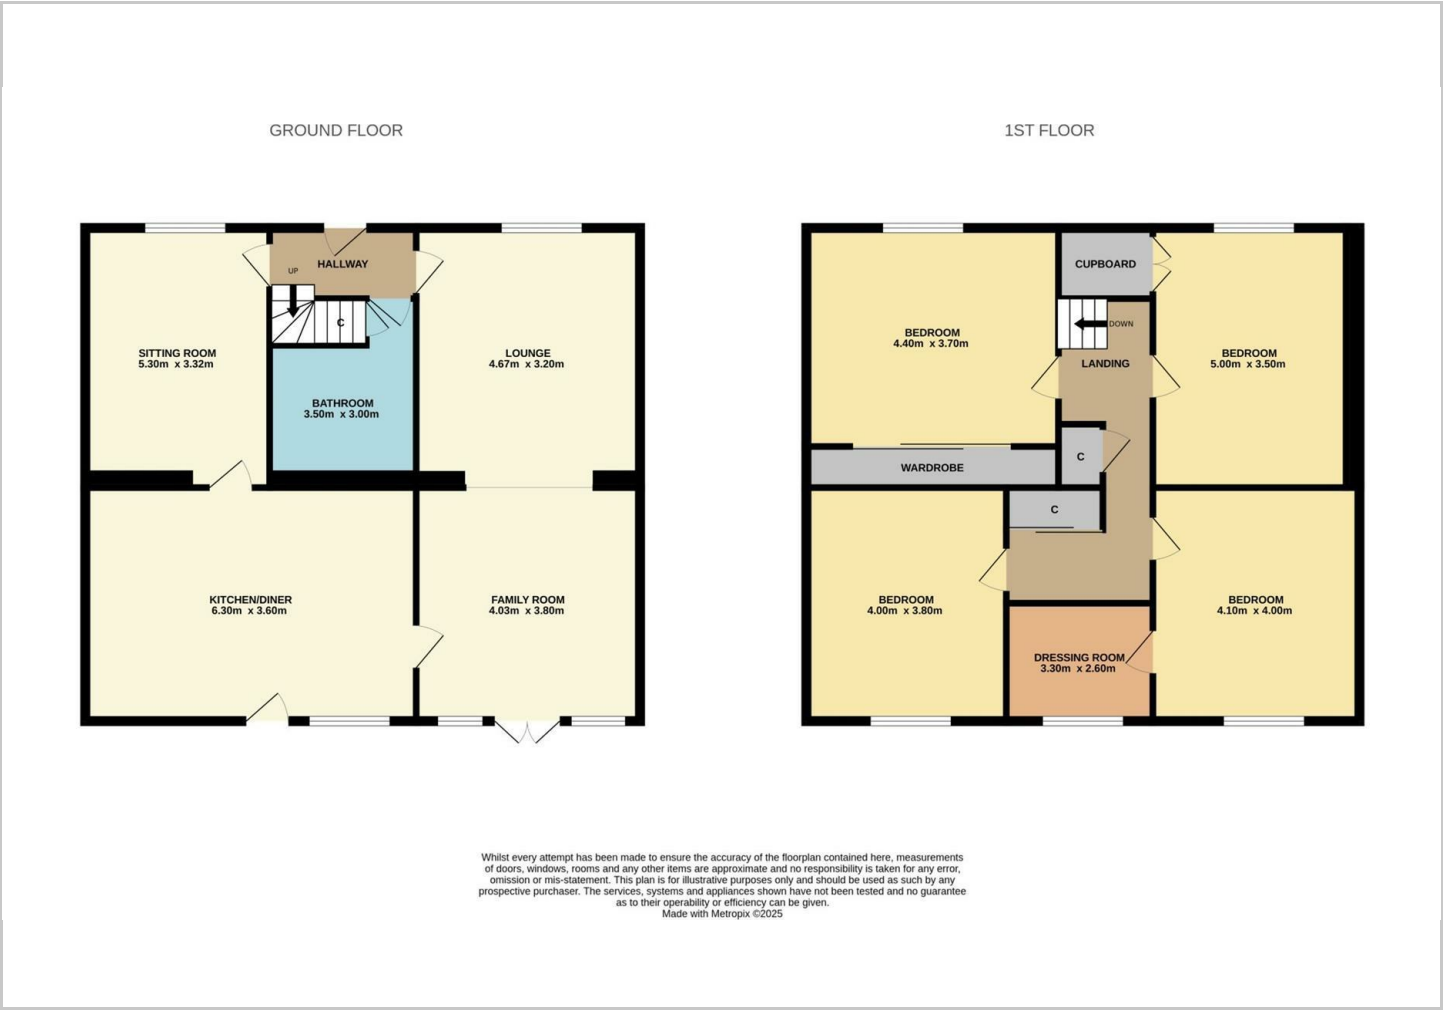 GROUND FLOOR
1ST FLOOR
UP
HALLWAY
C
SITTING ROOM
5.30m x 3.32m
LOUNGE
4.67m x 3.20m
BATHROOM
3.50m x 3.00m
KITCHEN/DINER
6.30m x 3.60m
FAMILY ROOM
4.03m x 3.80m
CUPBOARD
DOWN
BEDROOM
4.40m x 3.70m
LANDING
BEDROOM
5.00m x 3.50m
C
WARDROBE
C
BEDROOM
4.00m x 3.80m
BEDROOM
4.10m x 4.00m
DRESSING ROOM
3.30m x 2.60m
Whilst every attempt has been made to ensure the accuracy of the floorplan contained here, measurements
of doors, windows, rooms and any other items are approximate and no responsibility is taken for any error,
omission or mis-statement. This plan is for illustrative purposes only and should be used as such by any
prospective purchaser. The services, systems and appliances shown have not been tested and no guarantee
as to their operability or efficiency can be given.
Made with Metropix ©2025